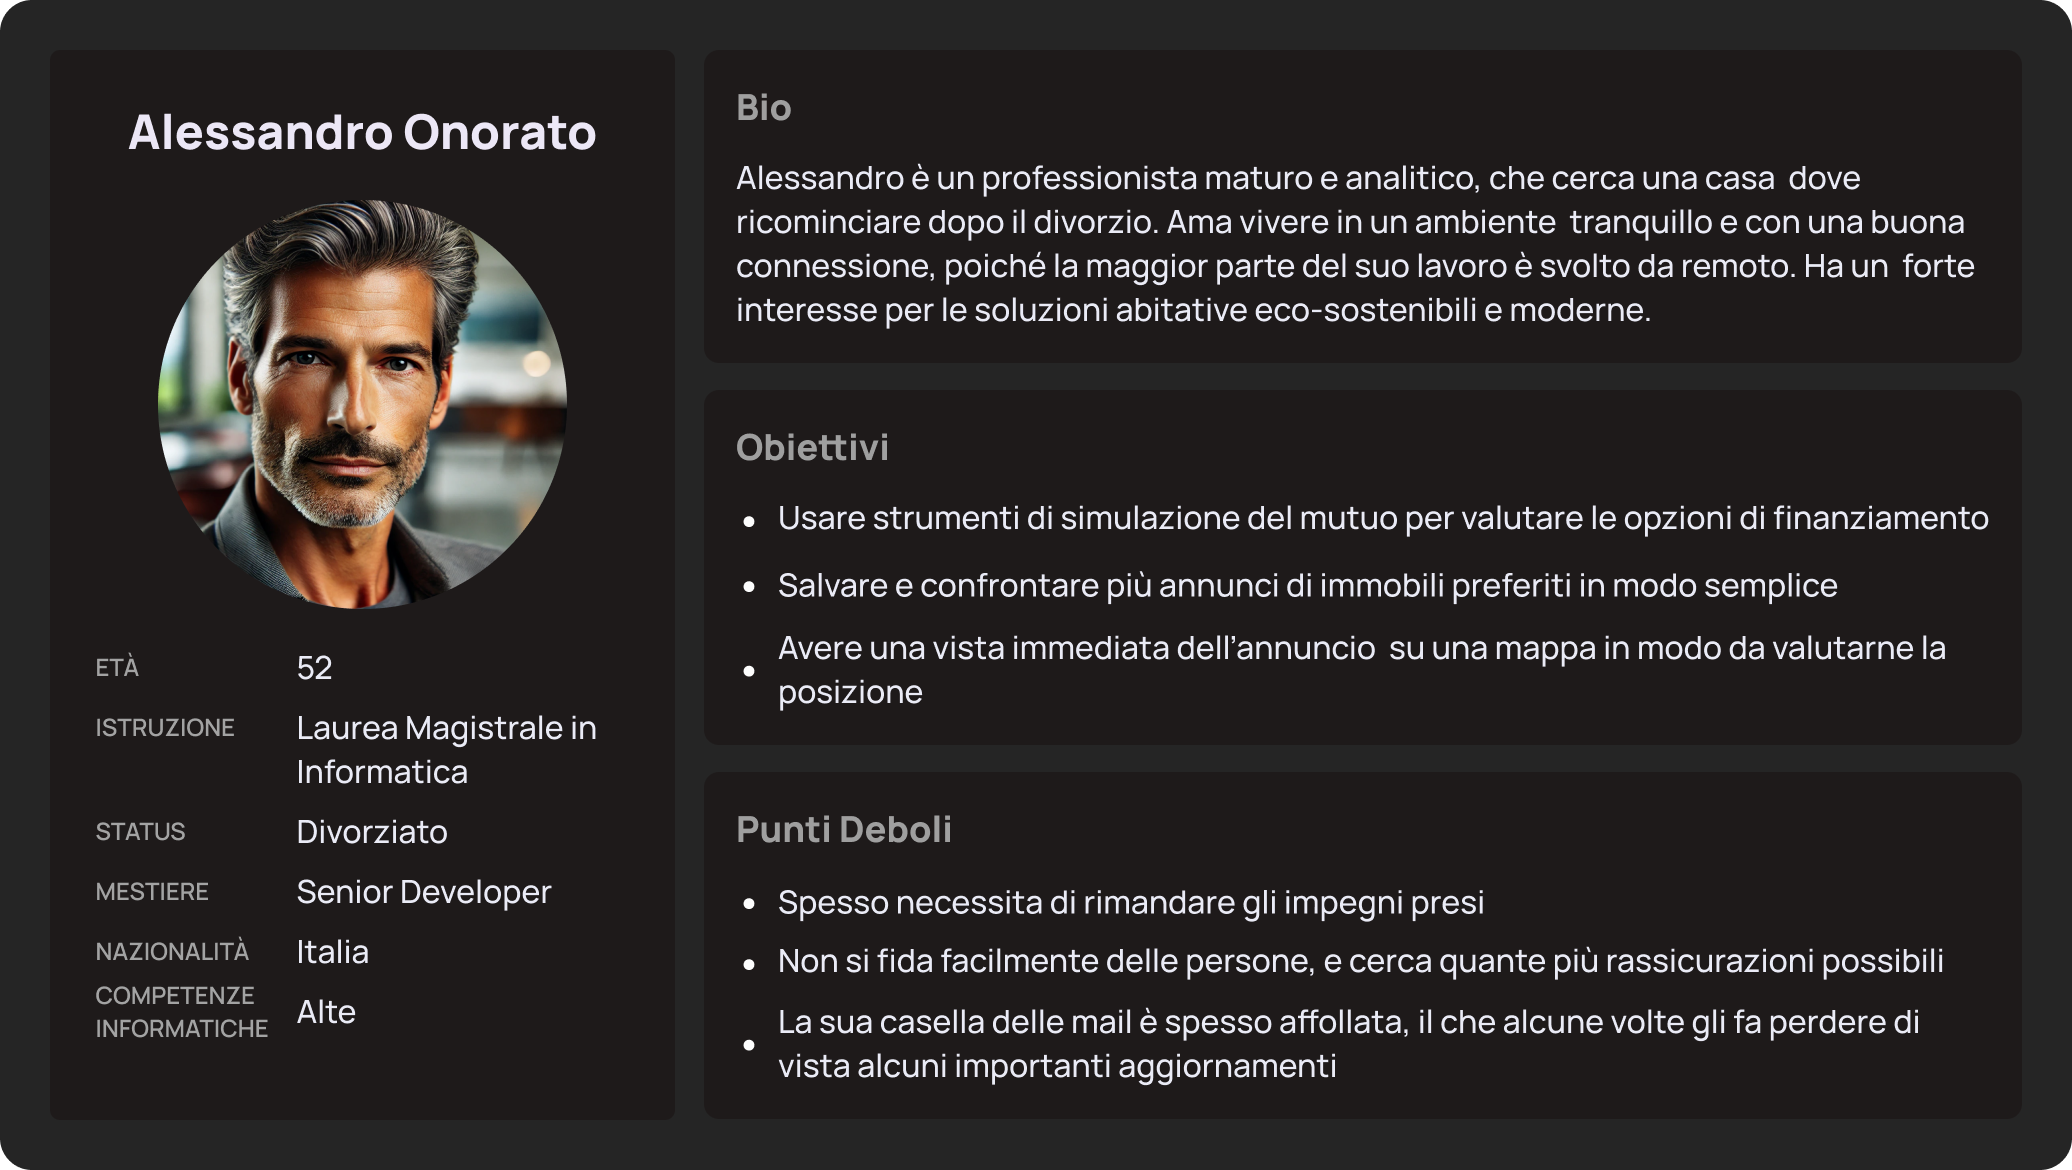 Alessandro Onorato
ETÀ 52
ISTRUZIONE Laurea Magistrale in
Informatica
STATUS Divorziato
MESTIERE Senior Developer
NAZIONALITÀ Italia
COMPETENZE
INFORMATICHE Alte
Bio
Alessandro è un professionista maturo e analitico, che cerca una casa dove
ricominciare dopo il divorzio. Ama vivere in un ambiente tranquillo e con una buona
connessione, poiché la maggior parte del suo lavoro è svolto da remoto. Ha un forte
interesse per le soluzioni abitative eco-sostenibili e moderne.
Obiettivi
• Usare strumenti di simulazione del mutuo per valutare le opzioni di finanziamento
• Salvare e confrontare più annunci di immobili preferiti in modo semplice
• Avere una vista immediata dell’annuncio su una mappa in modo da valutarne la
posizione
Punti Deboli
• Spesso necessita di rimandare gli impegni presi
• Non si fida facilmente delle persone, e cerca quante più rassicurazioni possibili
• La sua casella delle mail è spesso affollata, il che alcune volte gli fa perdere di
vista alcuni importanti aggiornamenti